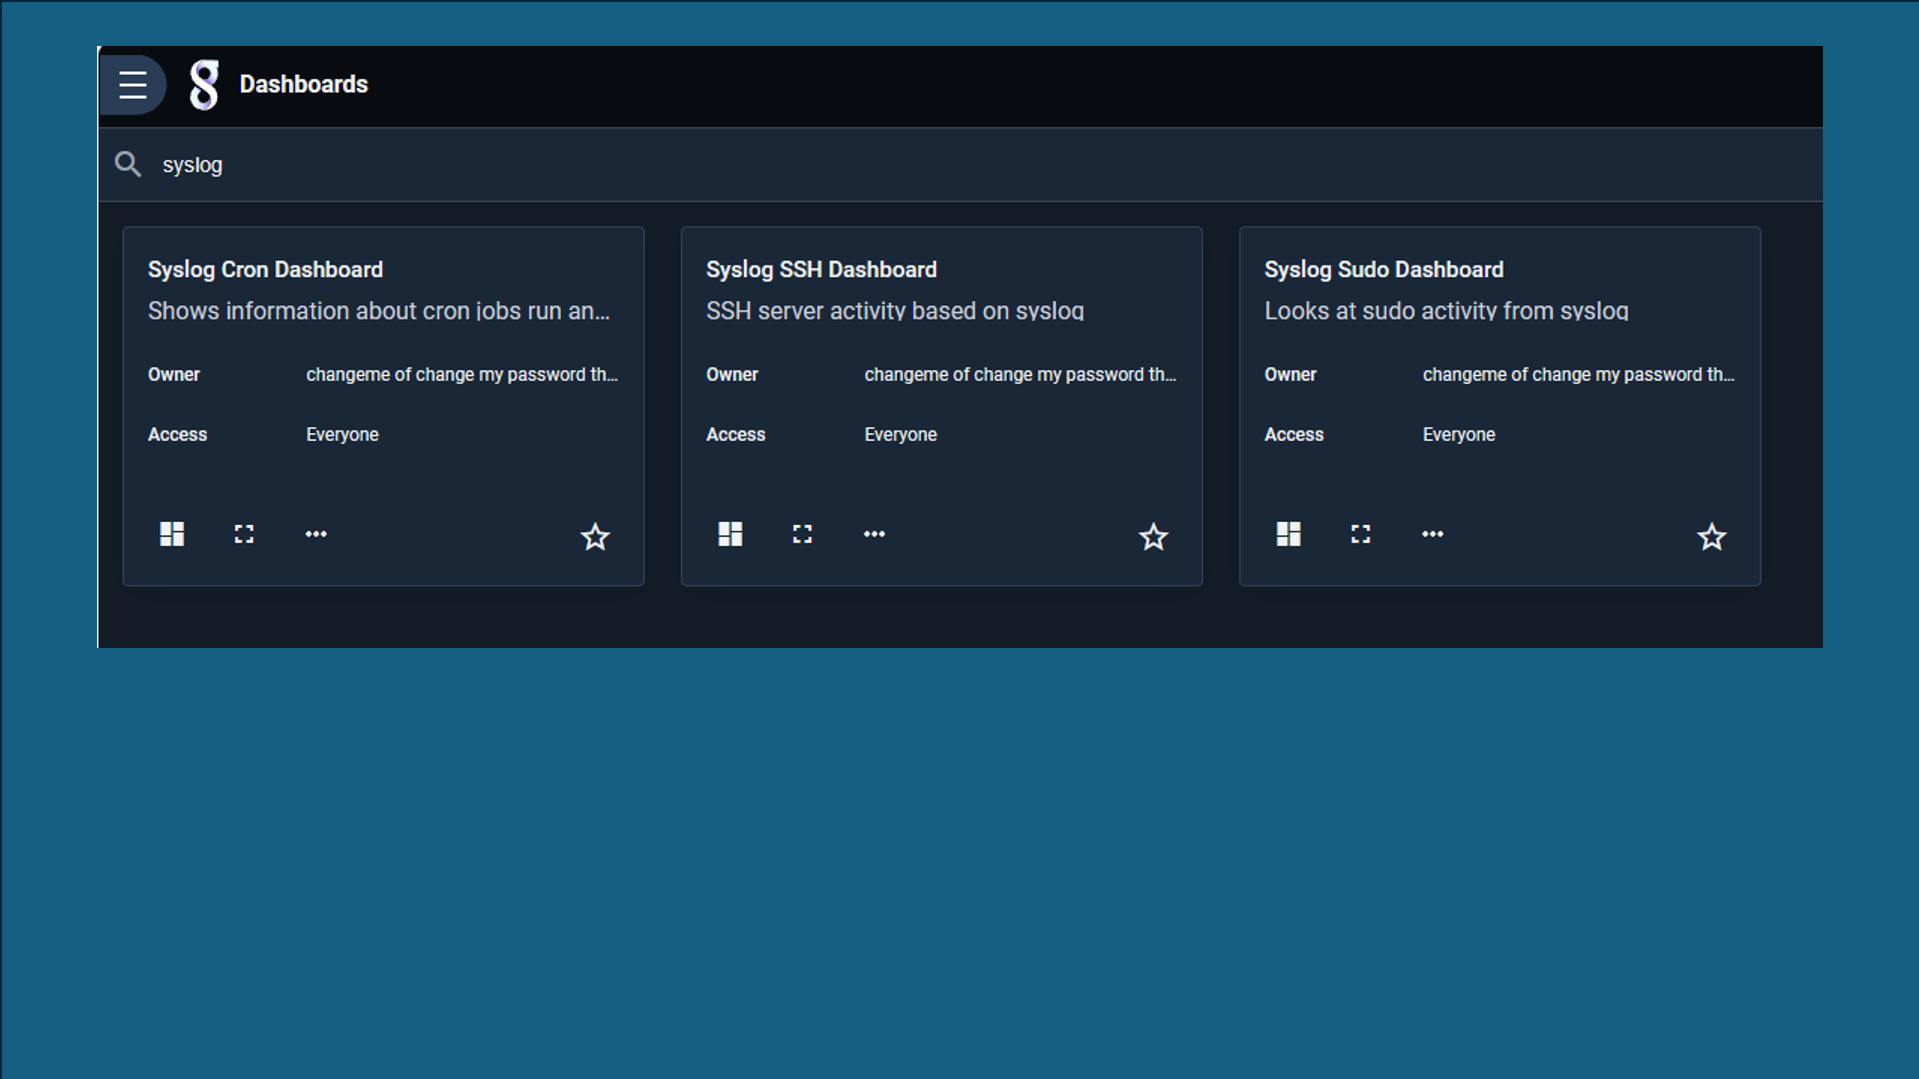 Dashboards
syslog
Syslog Cron Dashboard
Shows information about cron jobs run an...
Owner changeme of change my password th...
Access Everyone
Syslog SSH Dashboard
SSH server activity based on syslog
Owner changeme of change my password th...
Access Everyone
Syslog Sudo Dashboard
Looks at sudo activity from syslog
Owner changeme of change my password th...
Access Everyone